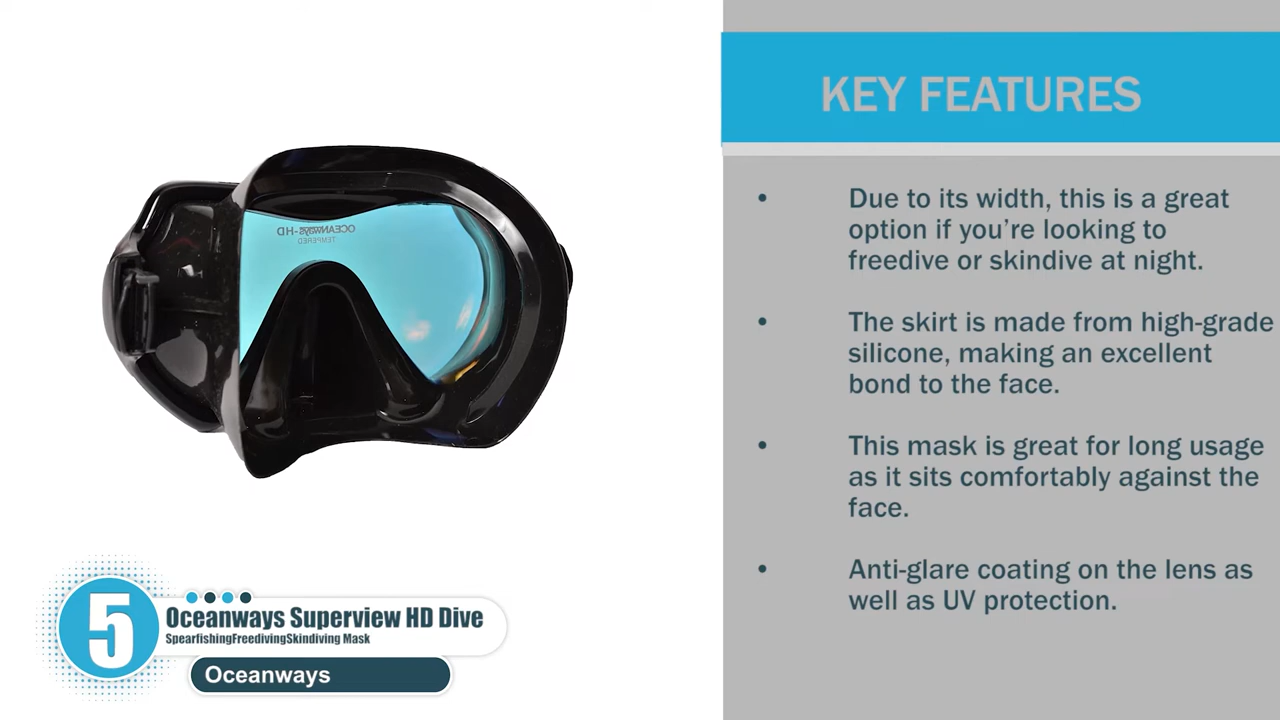 KEY FEATURES
• Due to its width, this is a great
option if you're looking to
freedive or skindive at night.
• The skirt is made from high-grade
silicone, making an excellent
bond to the face.
• This mask is great for long usage
as it sits comfortably against the
face.
• Anti-glare coating on the lens as
well as UV protection.
OCEANWAYS-HD
TEMPERED
5
Oceanways Superview HD Dive
SpearfishingFreedivingSkindiving Mask
Oceanways